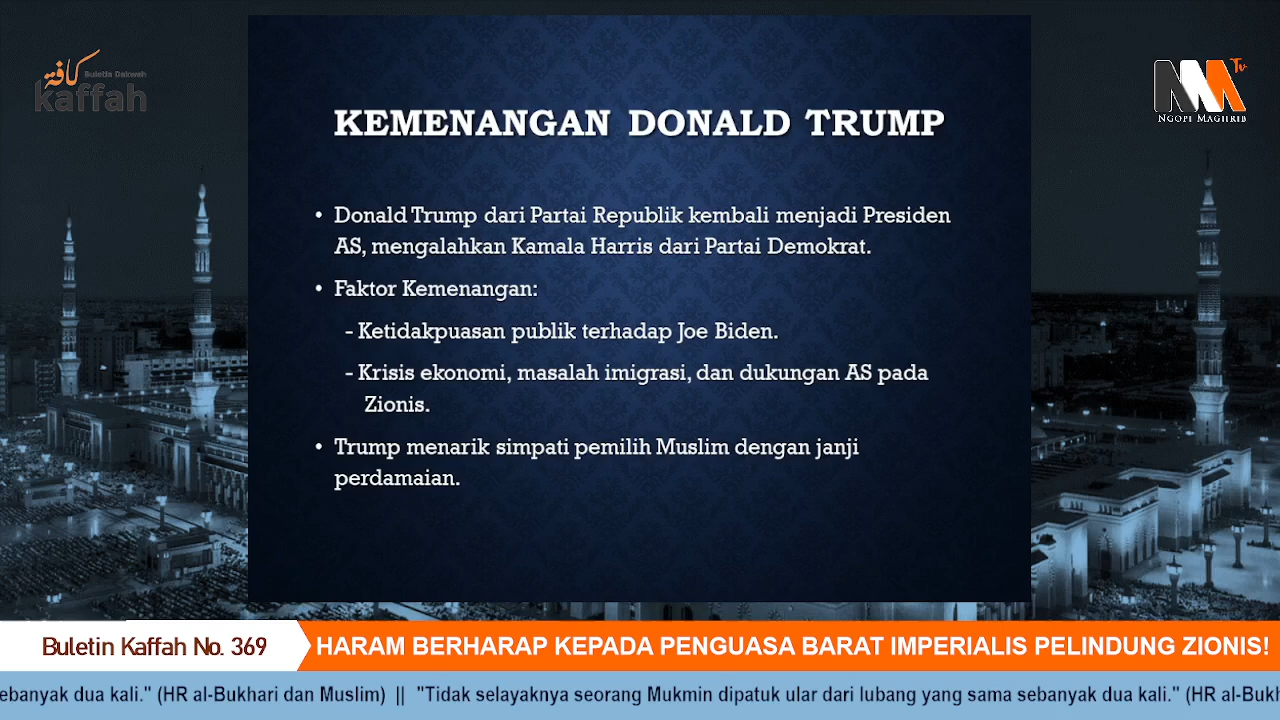 كافة
Buletin Dakwah
kaffah
Tv
NGOPI MAGHRIB
KEMENANGAN DONALD TRUMP
• Donald Trump dari Partai Republik kembali menjadi Presiden
AS, mengalahkan Kamala Harris dari Partai Demokrat.
• Faktor Kemenangan:
- Ketidakpuasan publik terhadap Joe Biden.
- Krisis ekonomi, masalah imigrasi, dan dukungan AS pada
Zionis.
• Trump menarik simpati pemilih Muslim dengan janji
perdamaian.
Buletin Kaffah No. 369
HARAM BERHARAP KEPADA PENGUASA BARAT IMPERIALIS PELINDUNG ZIONIS!
ebanyak dua kali." (HR al-Bukhari dan Muslim) || "Tidak selayaknya seorang Mukmin dipatuk ular dari lubang yang sama sebanyak dua kali." (HR al-Bukh